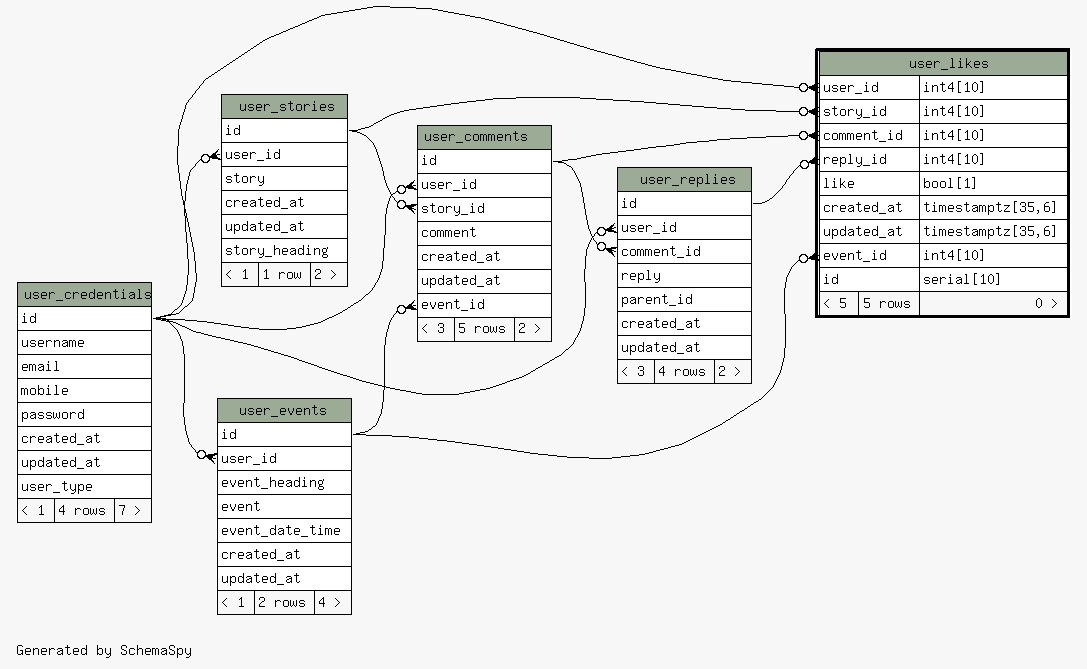 user_likes
user_id int4[10]
story_id int4[10]
comment_id int4[10]
reply_id int4[10]
like bool[1]
created_at timestamptz[35,6]
updated_at timestamptz[35,6]
event_id int4[10]
id serial[10]
< 5 5 rows 0 >
user_stories
id
user_id
story
created_at
updated_at
story_heading
< 1 1 row 2 >
user_comments
id
user_id
story_id
comment
created_at
updated_at
event_id
< 3 5 rows 2 >
user_replies
id
user_id
comment_id
reply
parent_id
created_at
updated_at
< 3 4 rows 2 >
user_credentials
id
username
email
mobile
password
created_at
updated_at
user_type
< 1 4 rows 7 >
user_events
id
user_id
event_heading
event
event_date_time
created_at
updated_at
< 1 2 rows 4 >
Generated by SchemaSpy